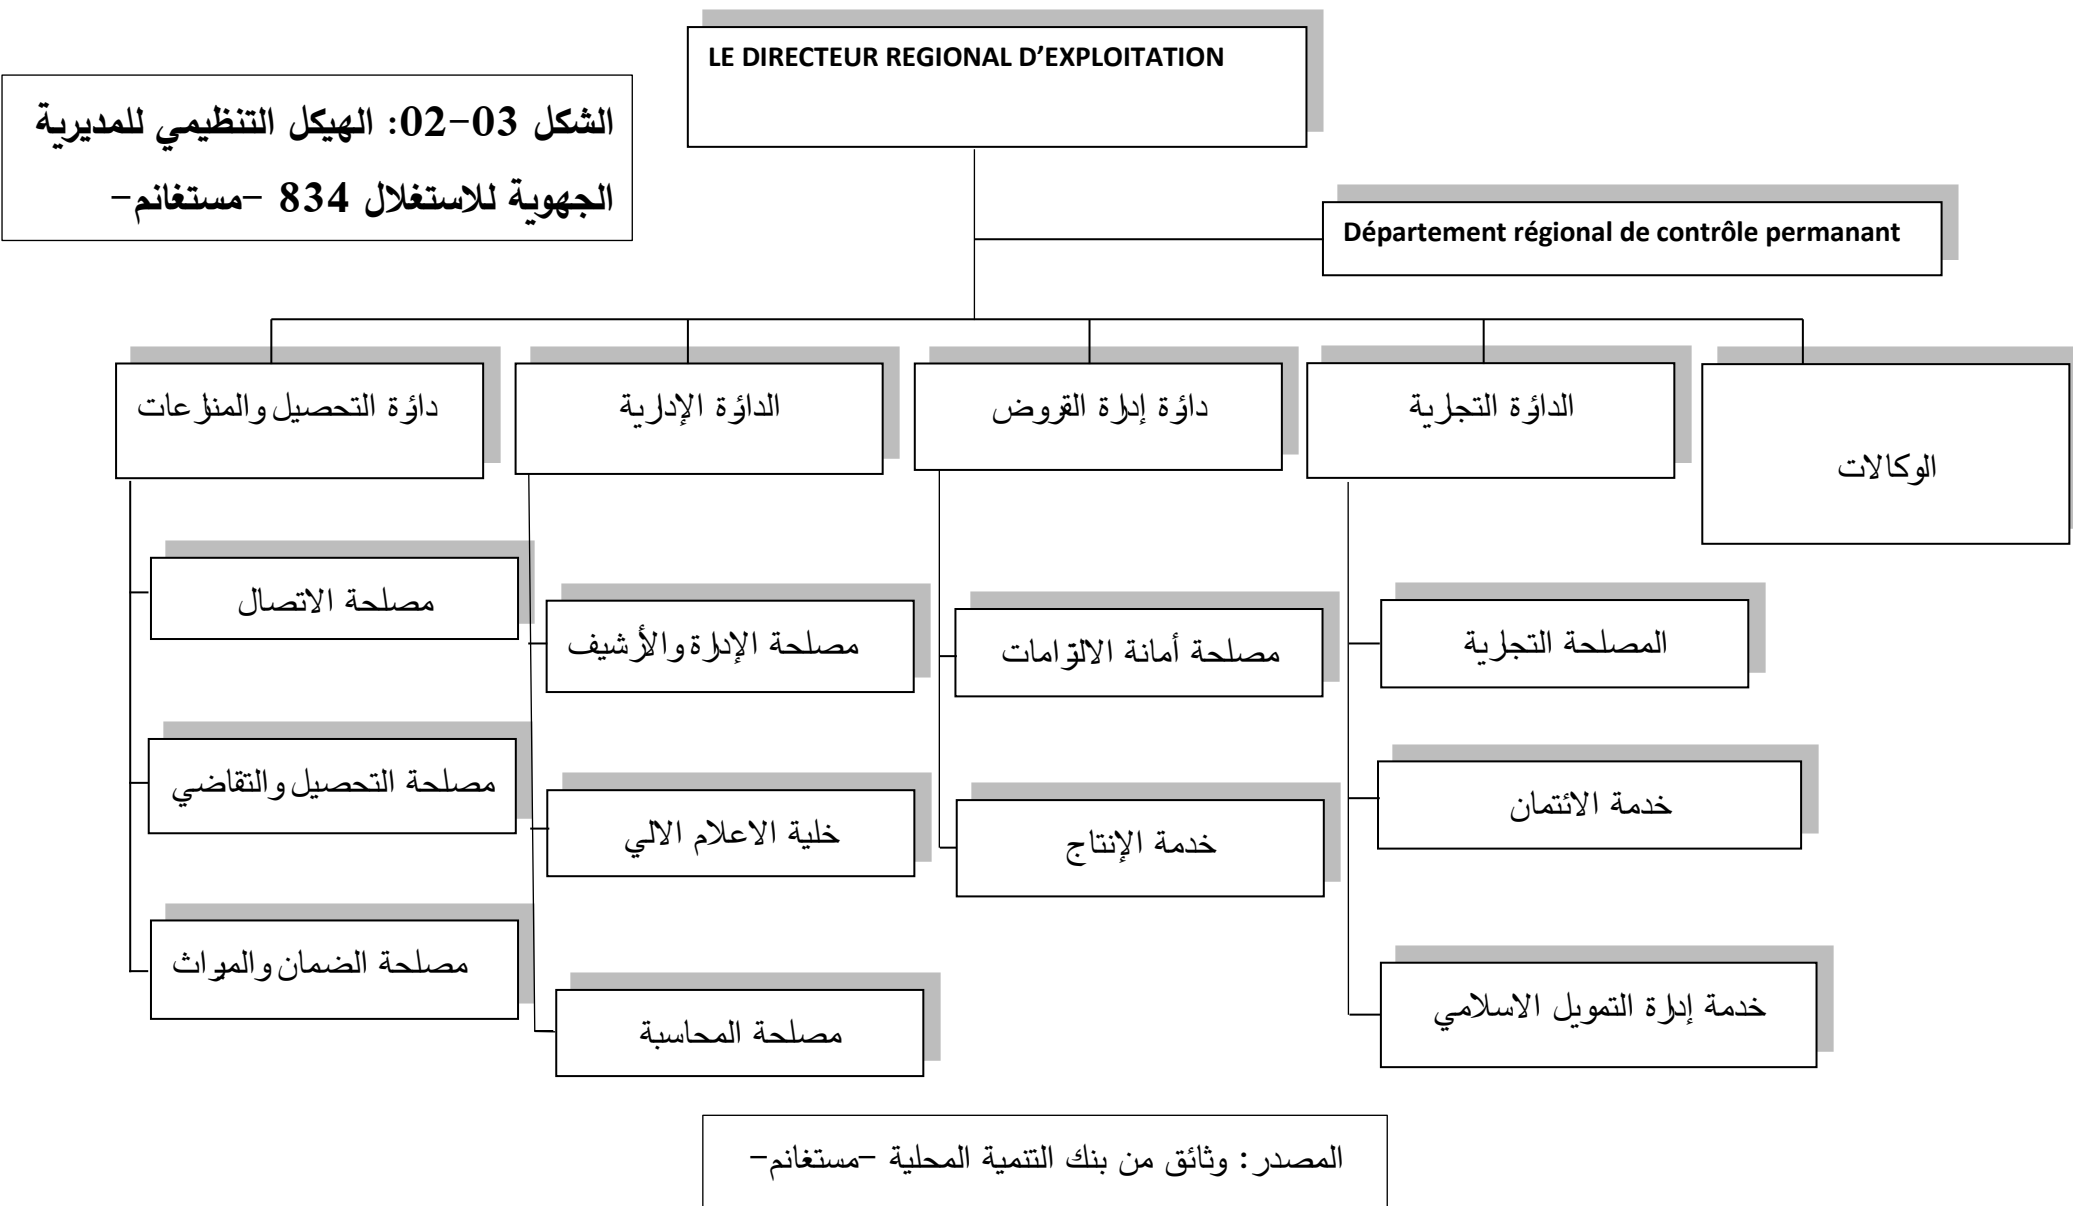 LE DIRECTEUR REGIONAL D'EXPLOITATION
الشكل 03-02: الهيكل التنظيمي للمديرية
الجهوية للاستغلال 834 -مستغانم-
Département régional de contrôle permanant
دائرة التحصيل والمنازعات
الدائرة الإدارية
دائرة إدارة القروض
الدائرة التجارية
الوكالات
مصلحة الاتصال
مصلحة الإدارة والأرشيف
مصلحة أمانة الالتزامات
المصلحة التجارية
مصلحة التحصيل والتقاضي
خلية الاعلام الالي
خدمة الإنتاج
خدمة الائتمان
مصلحة الضمان والميراث
مصلحة المحاسبة
خدمة إدارة التمويل الاسلامي
المصدر: وثائق من بنك التنمية المحلية -مستغانم-